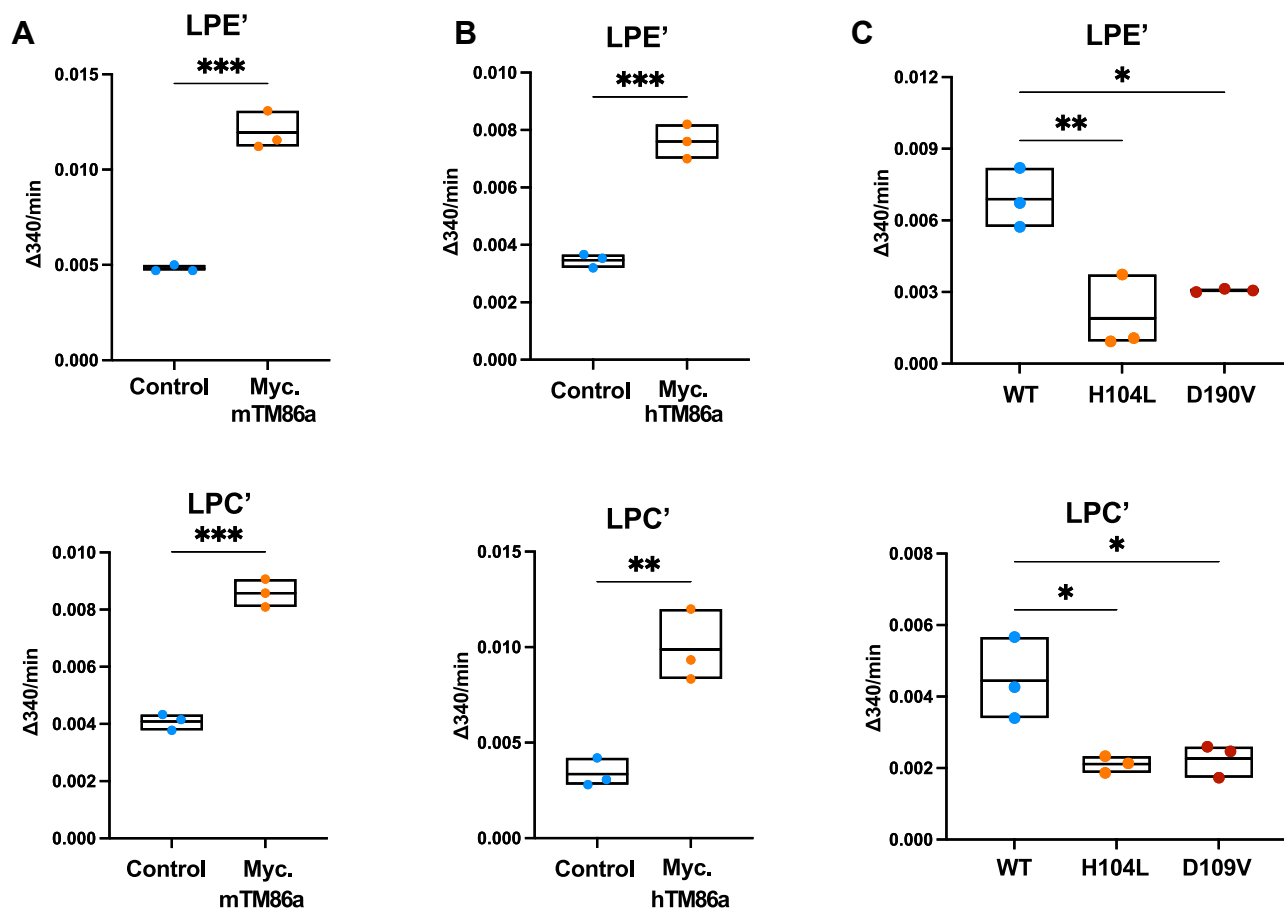 A
LPE’
***
0.015
0.010
0.005
0.000
Δ340/min
Control
Myc.
mTM86a
B
LPE’
***
0.010
0.008
0.006
0.004
0.002
0.000
Δ340/min
Control
Myc.
hTM86a
C
LPE’
*
**
0.012
0.009
0.006
0.003
0.000
Δ340/min
WT
H104L
D190V
LPC’
***
0.010
0.008
0.006
0.004
0.002
0.000
Δ340/min
Control
Myc.
mTM86a
LPC’
**
0.015
0.010
0.005
0.000
Δ340/min
Control
Myc.
hTM86a
LPC’
*
*
0.008
0.006
0.004
0.002
0.000
Δ340/min
WT
H104L
D109V